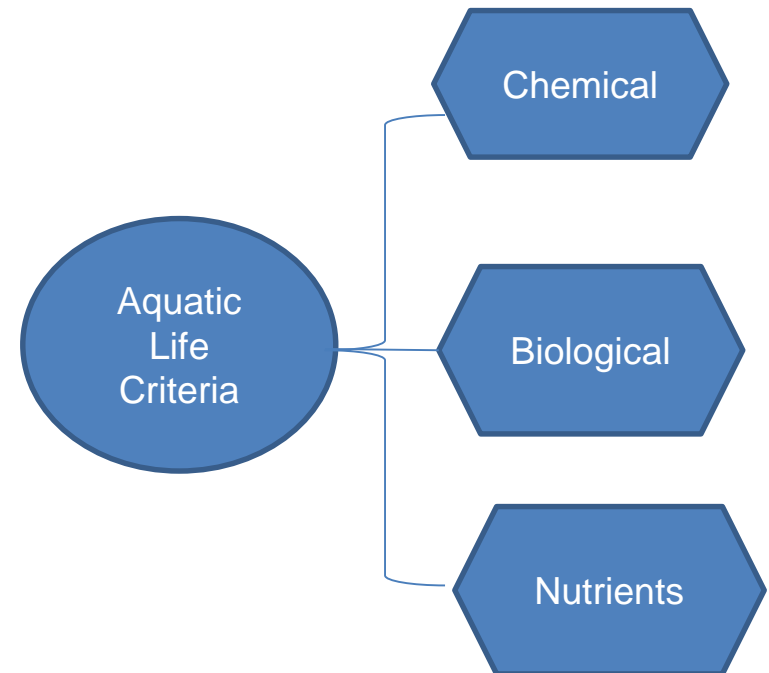 Chemical
Aquatic
Life
Criteria
Biological
Nutrients